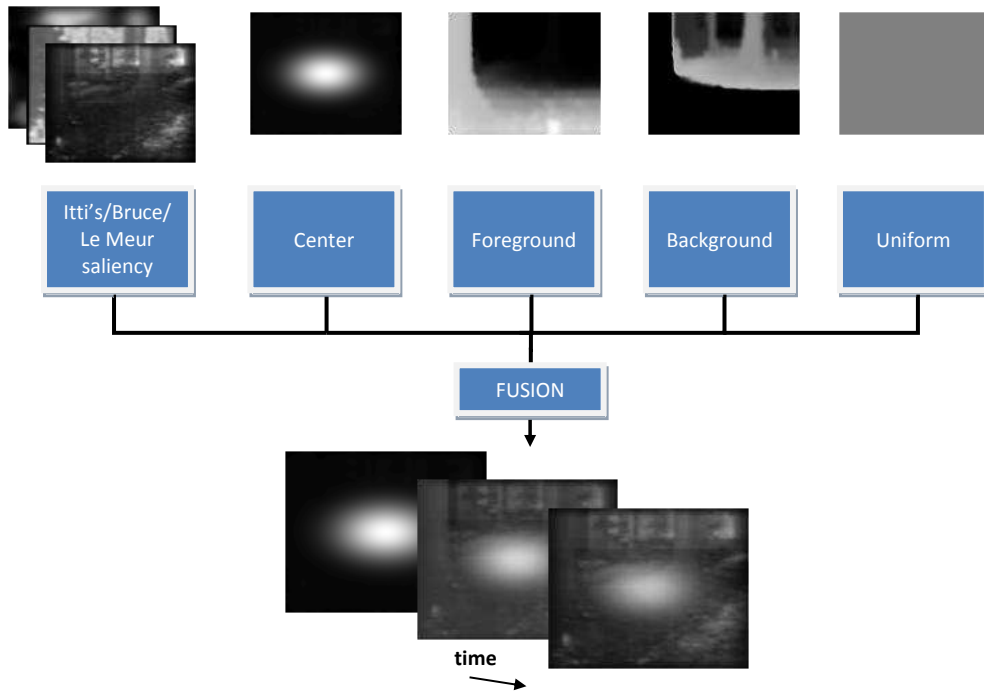 Itti's/Bruce/
Le Meur
saliency
Center
Foreground
Background
Uniform
FUSION
time